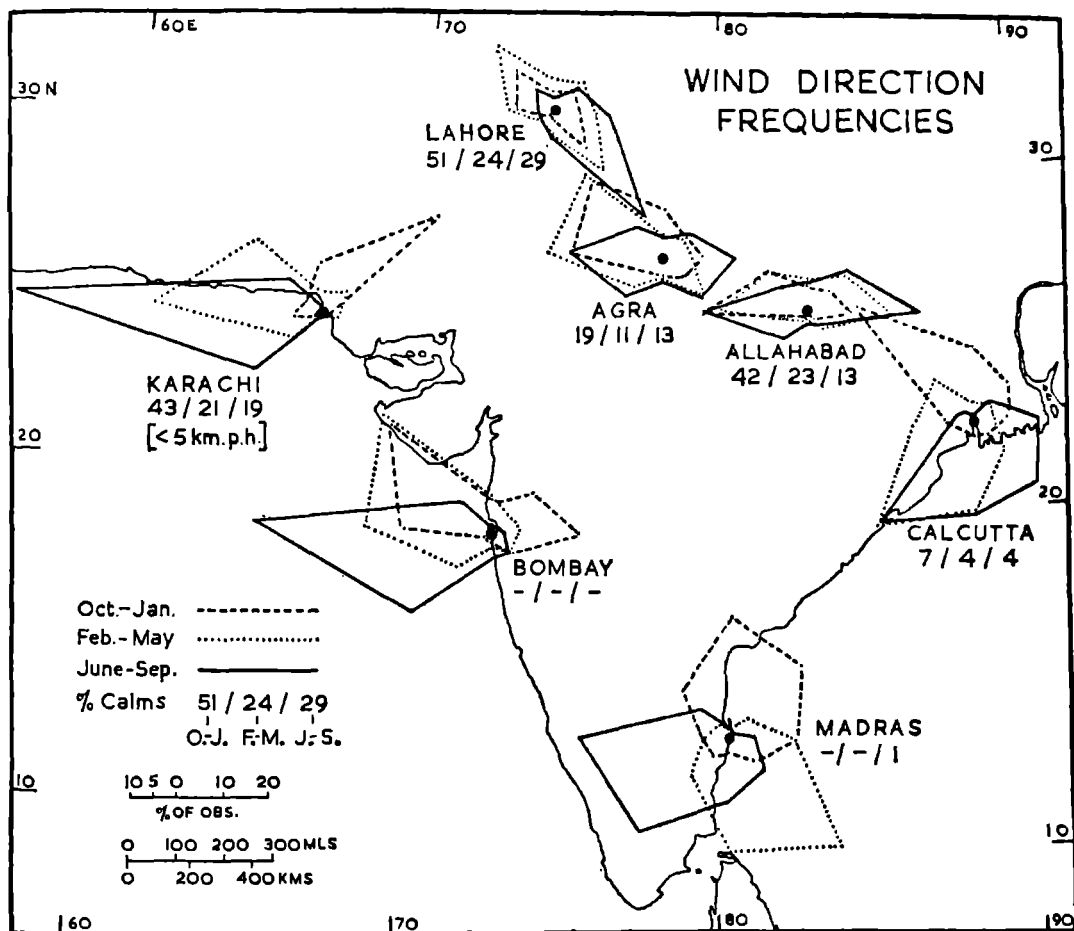 60E 70 80 90
30 N
WIND DIRECTION
FREQUENCIES
LAHORE
51 / 24 / 29
30
AGRA
19 / 11 / 13
ALLAHABAD
42 / 23 / 13
KARACHI
43 / 21 / 19
[< 5 km. p. h.]
20
20
CALCUTTA
7 / 4 / 4
BOMBAY
- / - / -
Oct.-Jan.
Feb.-May
June-Sep.
% Calms 51 / 24 / 29
O.-J. F.-M. J.-S.
MADRAS
- / - / 1
10
10 5 0 10 20
% OF OBS.
0 100 200 300 MLS
0 200 400 KMS
10
60 70 80 90